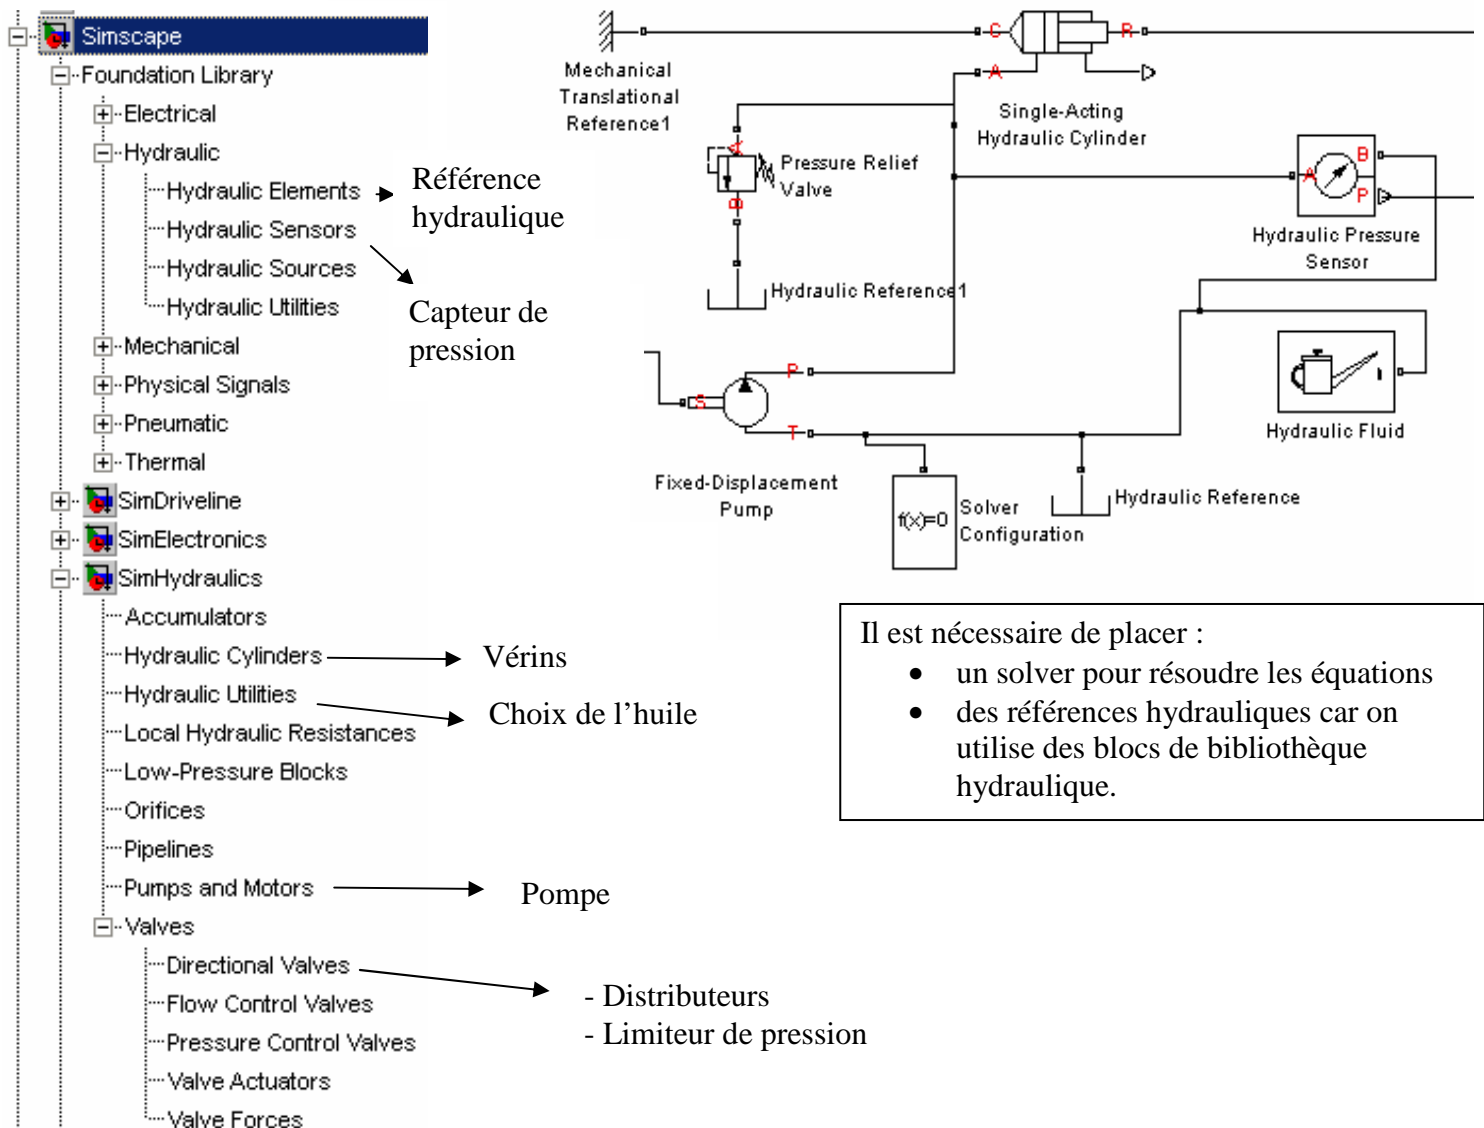 Simscape
Foundation Library
Electrical
Hydraulic
Hydraulic Elements
Hydraulic Sensors
Hydraulic Sources
Hydraulic Utilities
Mechanical
Physical Signals
Pneumatic
Thermal
SimDriveline
SimElectronics
SimHydraulics
Accumulators
Hydraulic Cylinders
Hydraulic Utilities
Local Hydraulic Resistances
Low-Pressure Blocks
Orifices
Pipelines
Pumps and Motors
Valves
Directional Valves
Flow Control Valves
Pressure Control Valves
Valve Actuators
Valve Forces
Référence
hydraulique
Capteur de
pression
Vérins
Choix de l’huile
Pompe
- Distributeurs
- Limiteur de pression
Mechanical
Translational
Reference1
C
R
A
Single-Acting
Hydraulic Cylinder
A
Pressure Relief
Valve
B
Hydraulic Reference1
A
B
P
Hydraulic Pressure
Sensor
Hydraulic Fluid
P
S
T
Fixed-Displacement
Pump
f(x)=0
Solver
Configuration
Hydraulic Reference
Il est nécessaire de placer :
• un solver pour résoudre les équations
• des références hydrauliques car on
utilise des blocs de bibliothèque
hydraulique.